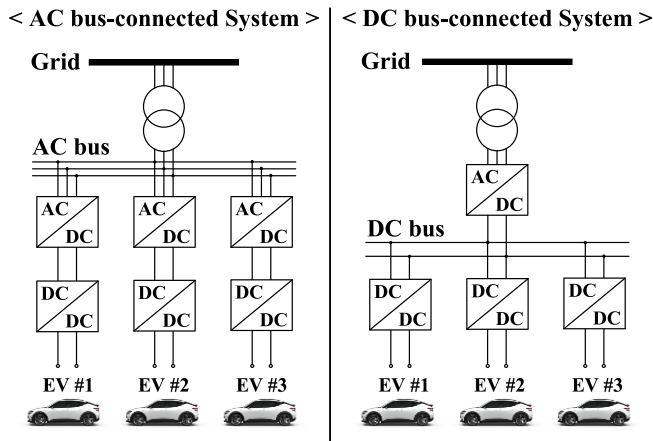 < AC bus-connected System >
Grid
AC bus
AC DC
AC DC
AC DC
DC DC
DC DC
DC DC
EV #1 EV #2 EV #3
< DC bus-connected System >
Grid
AC DC
DC bus
DC DC
DC DC
DC DC
EV #1 EV #2 EV #3